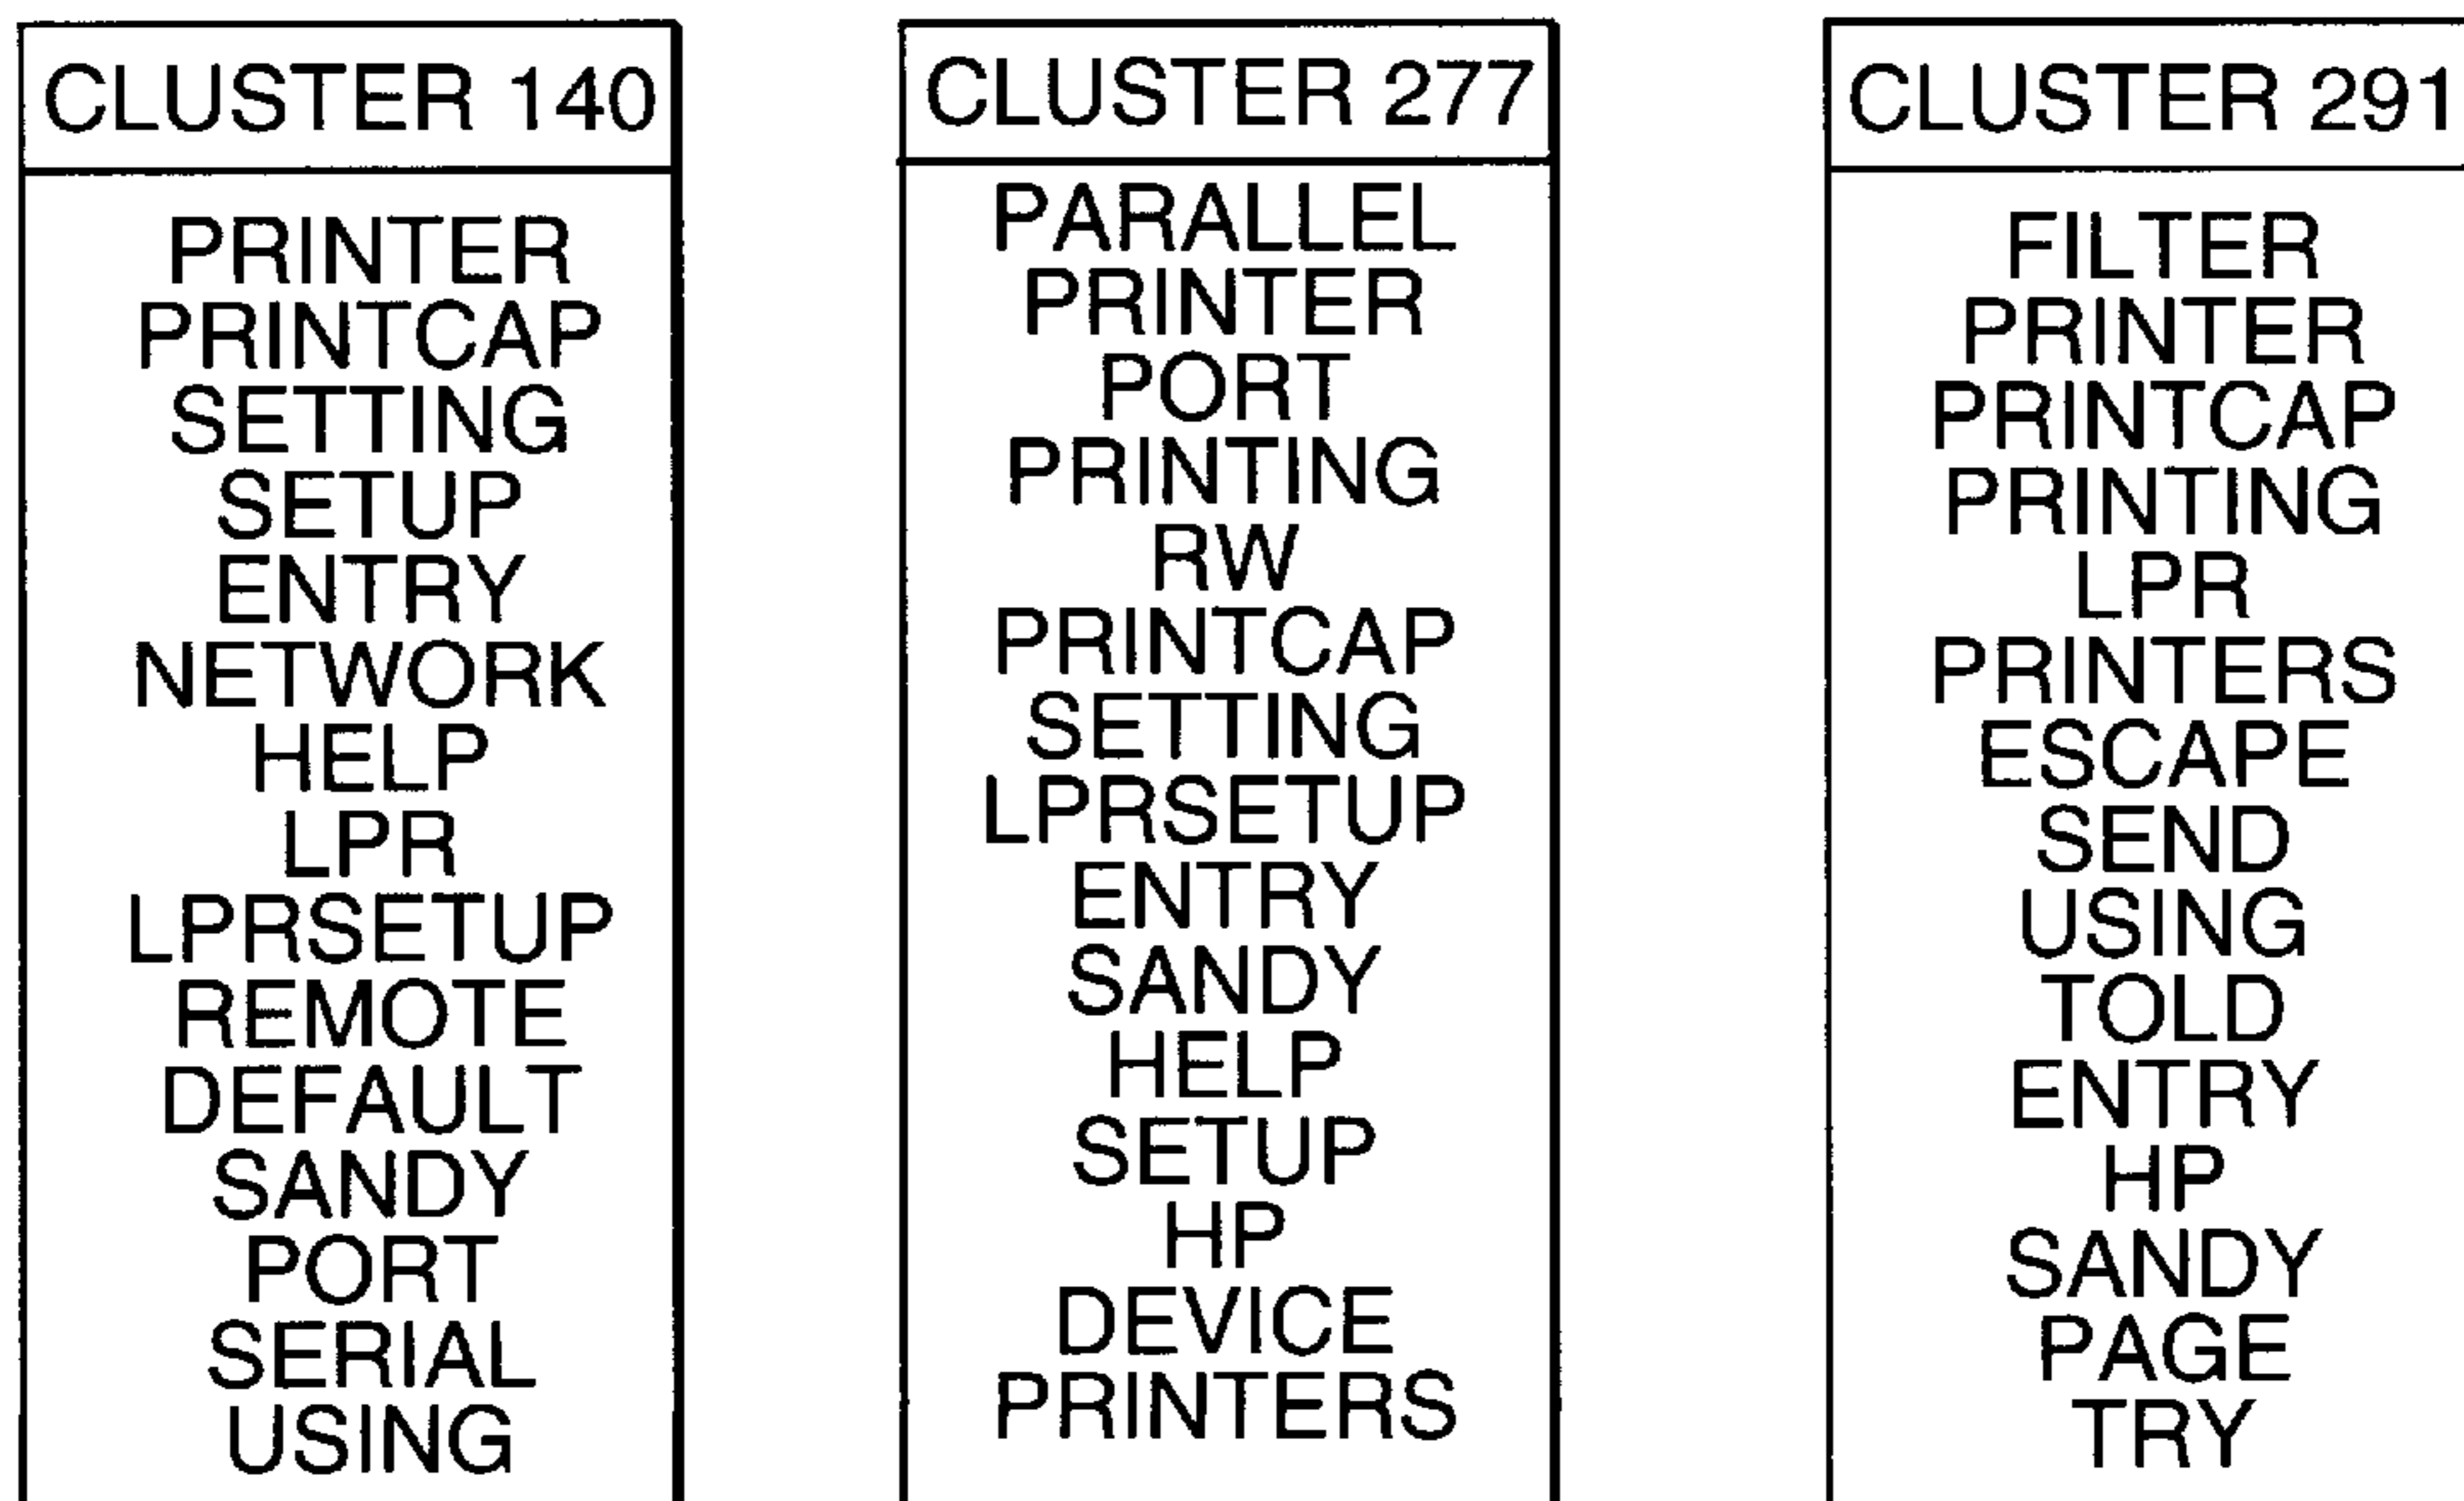 CLUSTER 140
PRINTER
PRINTCAP
SETTING
SETUP
ENTRY
NETWORK
HELP
LPR
LPRSETUP
REMOTE
DEFAULT
SANDY
PORT
SERIAL
USING
CLUSTER 277
PARALLEL
PRINTER
PORT
PRINTING
RW
PRINTCAP
SETTING
LPRSETUP
ENTRY
SANDY
HELP
SETUP
HP
DEVICE
PRINTERS
CLUSTER 291
FILTER
PRINTER
PRINTCAP
PRINTING
LPR
PRINTERS
ESCAPE
SEND
USING
TOLD
ENTRY
HP
SANDY
PAGE
TRY